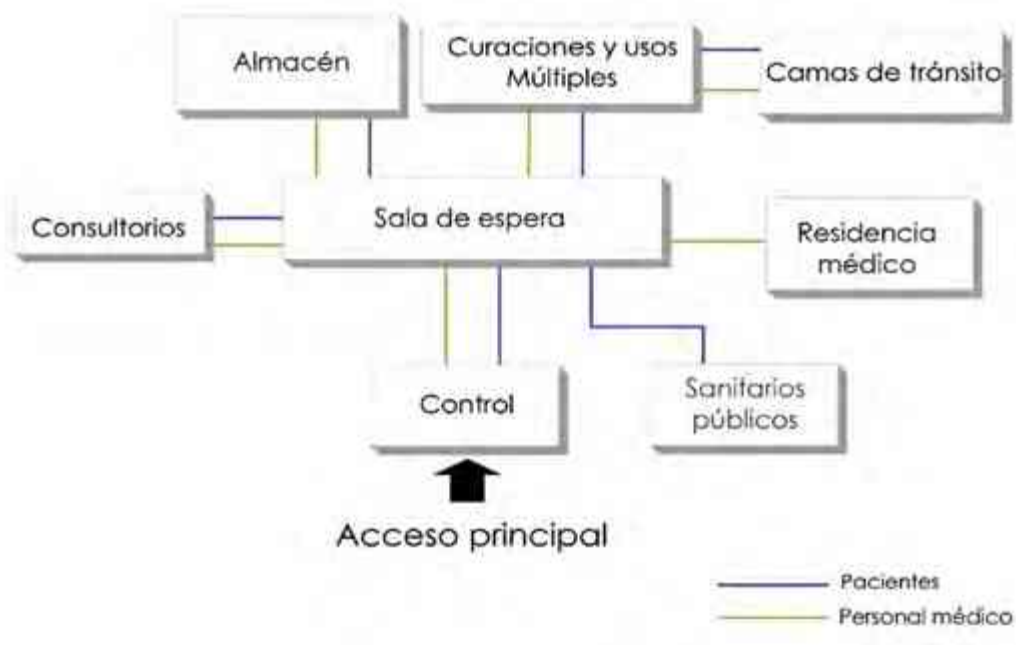 Almacén
Curaciones y usos
Múltiples
Camas de tránsito
Consultorios
Sala de espera
Residencia
médico
Control
Sanitarios
públicos
Acceso principal
Pacientes
Personal médico